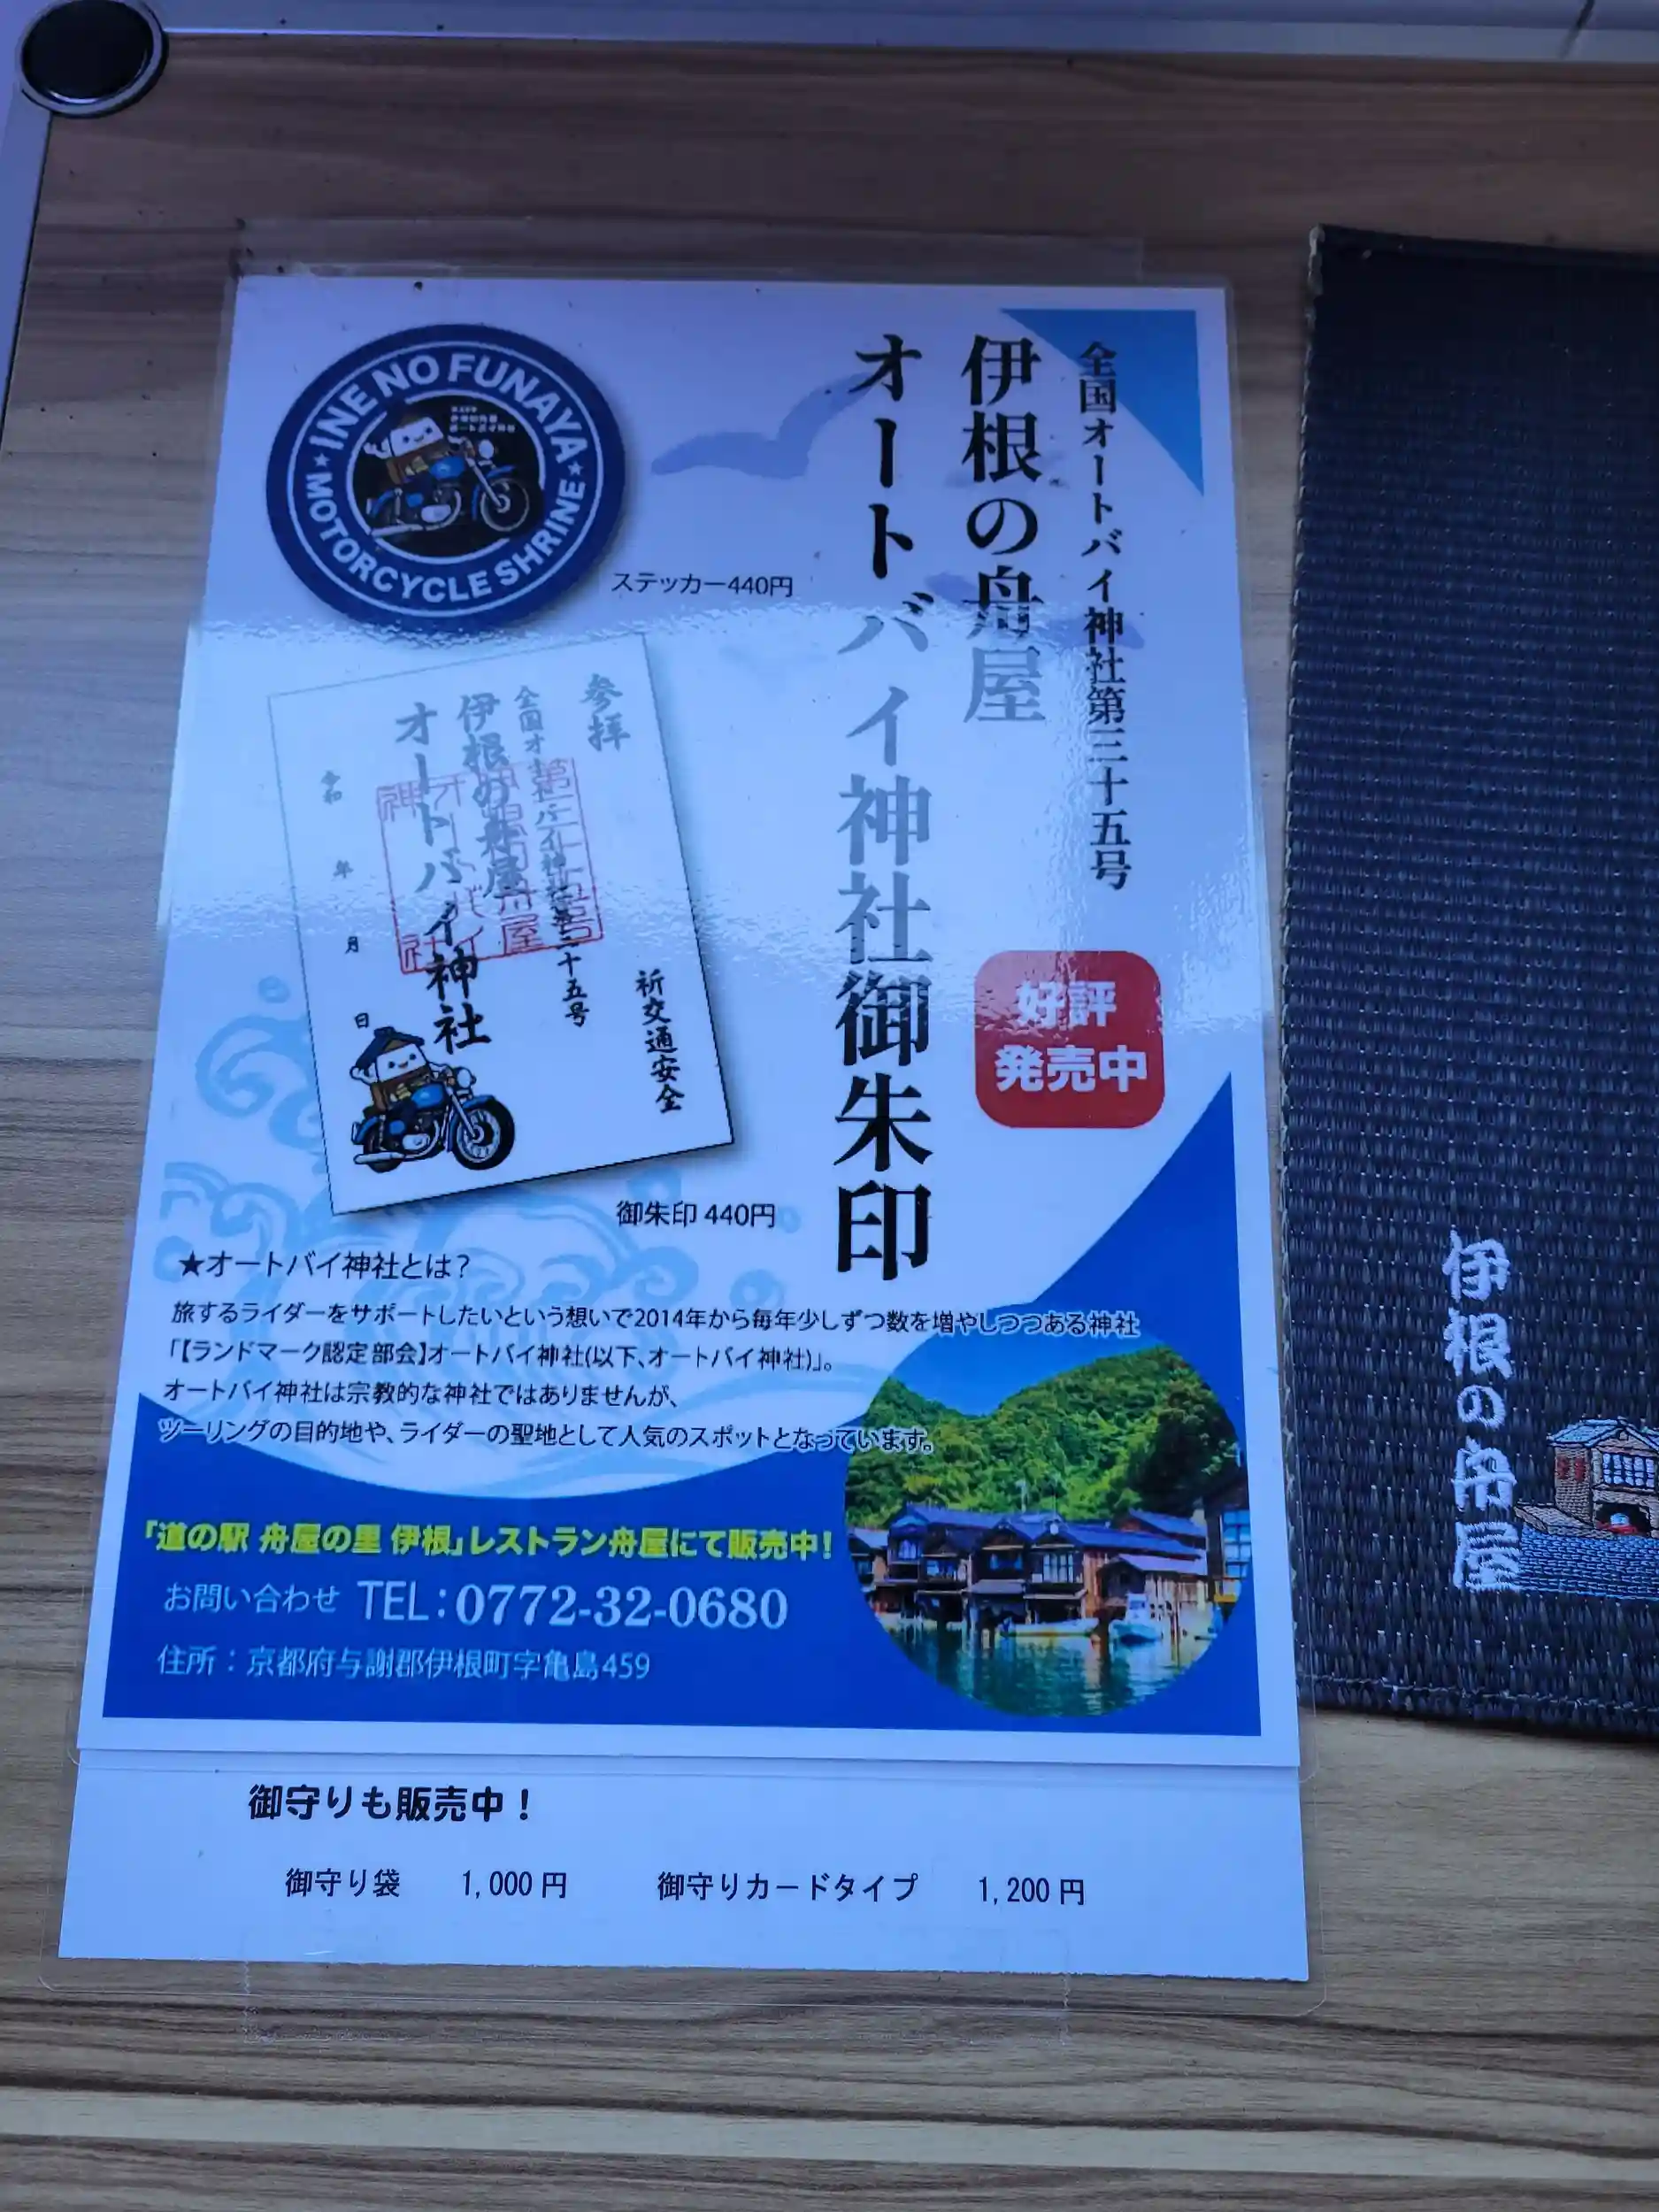 全国オートバイ神社第三十五号
伊根の舟屋
オートバイ神社御朱印
好評
発売中
INE NO FUNAYA
MOTORCYCLE SHRINE
ステッカー440円
参拝
全国オートバイ神社第三十五号
伊根の舟屋
オートバイ神社
令和 年 月 日
祈交通安全
御朱印 440円
★オートバイ神社とは?
旅するライダーをサポートしたいという想いで2014年から毎年少しずつ数を増やしつつある神社
「【ランドマーク認定部会】オートバイ神社(以下、オートバイ神社)」。
オートバイ神社は宗教的な神社ではありませんが、
ツーリングの目的地や、ライダーの聖地として人気のスポットとなっています。
「道の駅 舟屋の里 伊根」レストラン舟屋にて販売中!
お問い合わせ TEL:0772-32-0680
住所:京都府与謝郡伊根町字亀島459
御守りも販売中!
御守り袋 1,000円 御守りカードタイプ 1,200円
伊根の舟屋